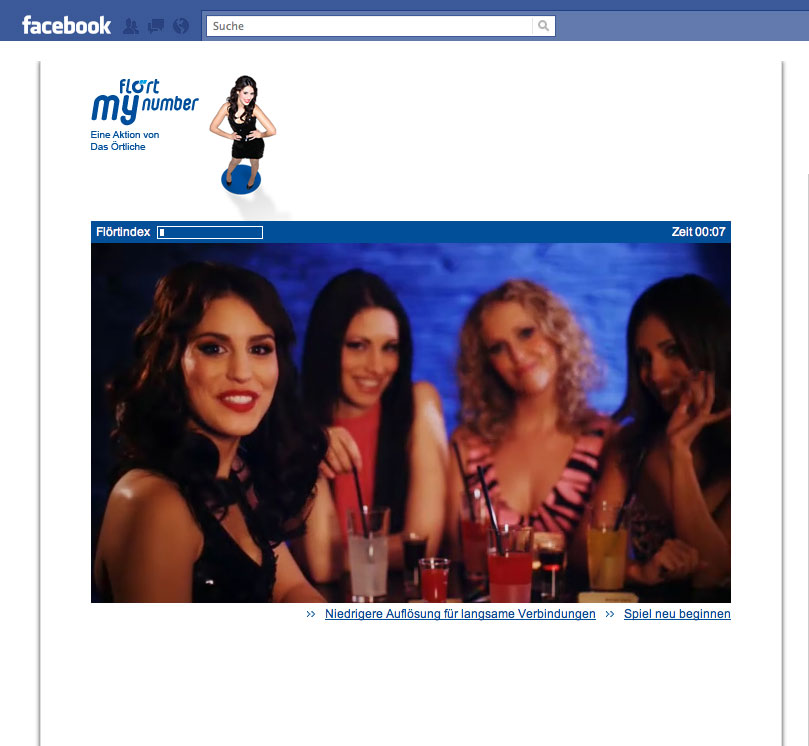 facebook
Suche
flört
my number
Eine Aktion von
Das Örtliche
Flörtindex
Zeit 00:07
Niedrigere Auflösung für langsame Verbindungen
Spiel neu beginnen